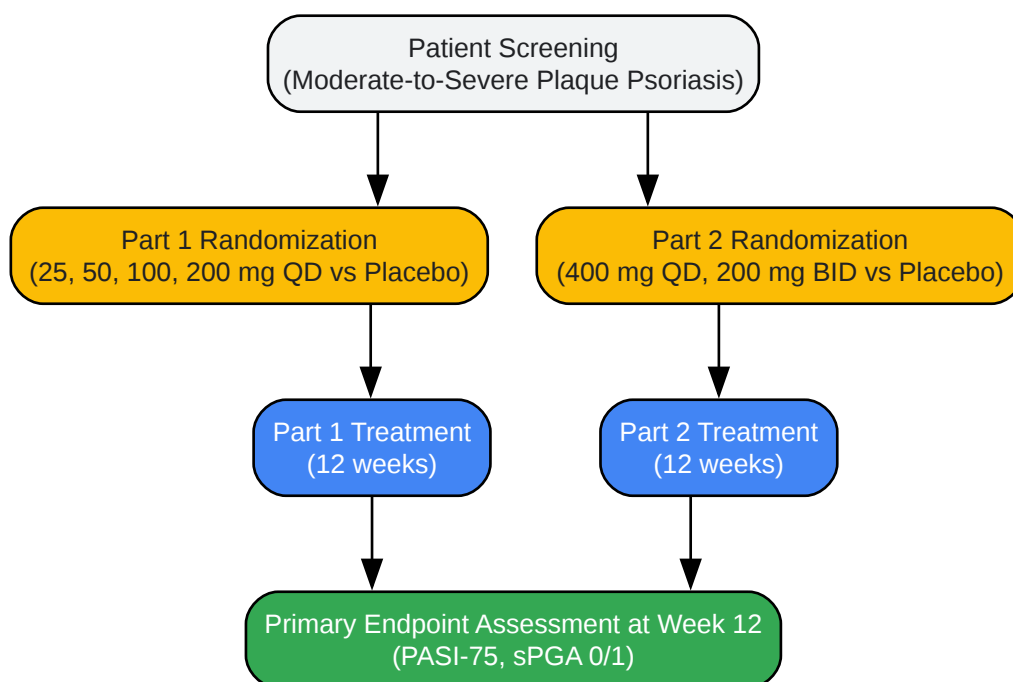 Patient Screening
(Moderate-to-Severe Plaque Psoriasis)
Part 1 Randomization
(25, 50, 100, 200 mg QD vs Placebo)
Part 2 Randomization
(400 mg QD, 200 mg BID vs Placebo)
Part 1 Treatment
(12 weeks)
Part 2 Treatment
(12 weeks)
Primary Endpoint Assessment at Week 12
(PASI-75, sPGA 0/1)